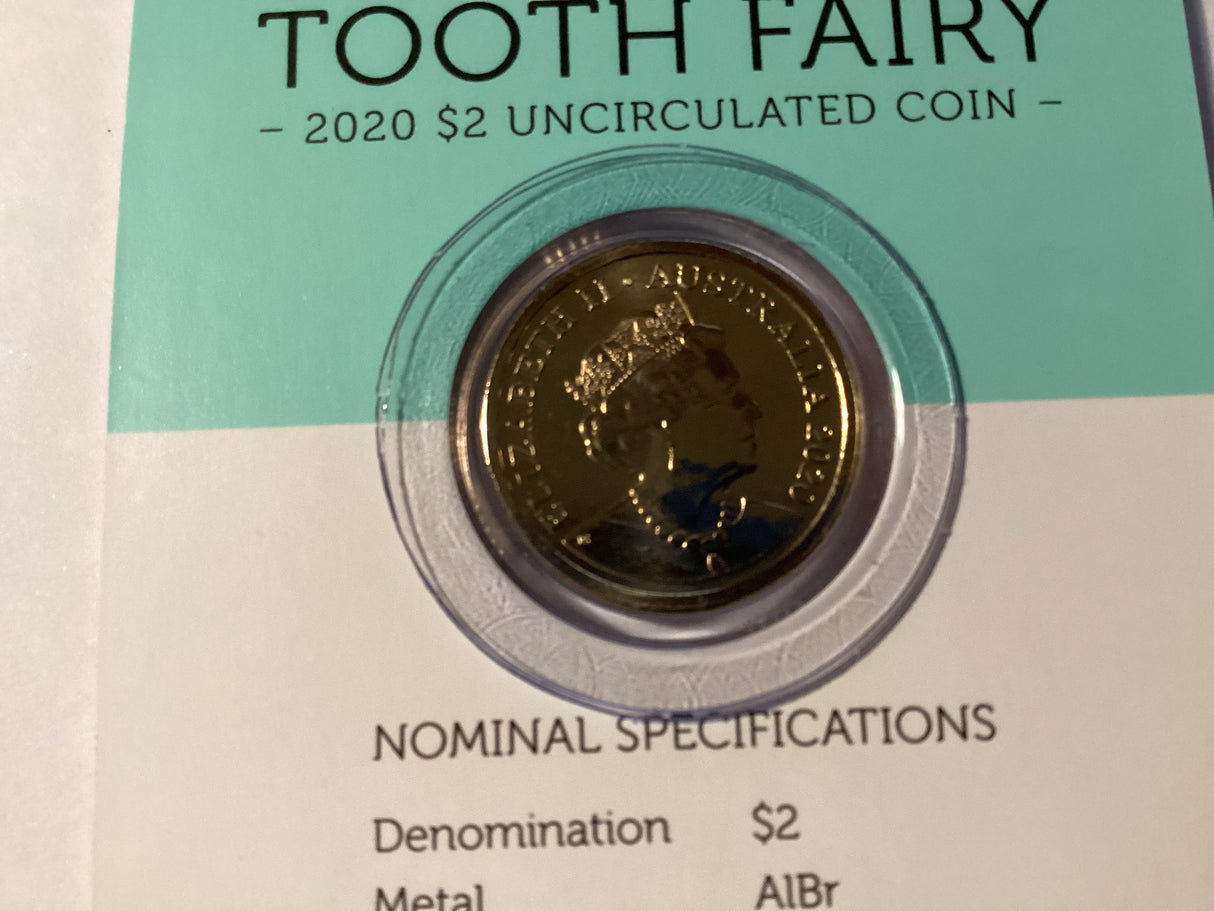 TOOTH FAIRY
– 2020 $2 UNCIRCULATED COIN –
ELIZABETH II · AUSTRALIA 2020
NOMINAL SPECIFICATIONS
Denomination $2
Metal AlBr